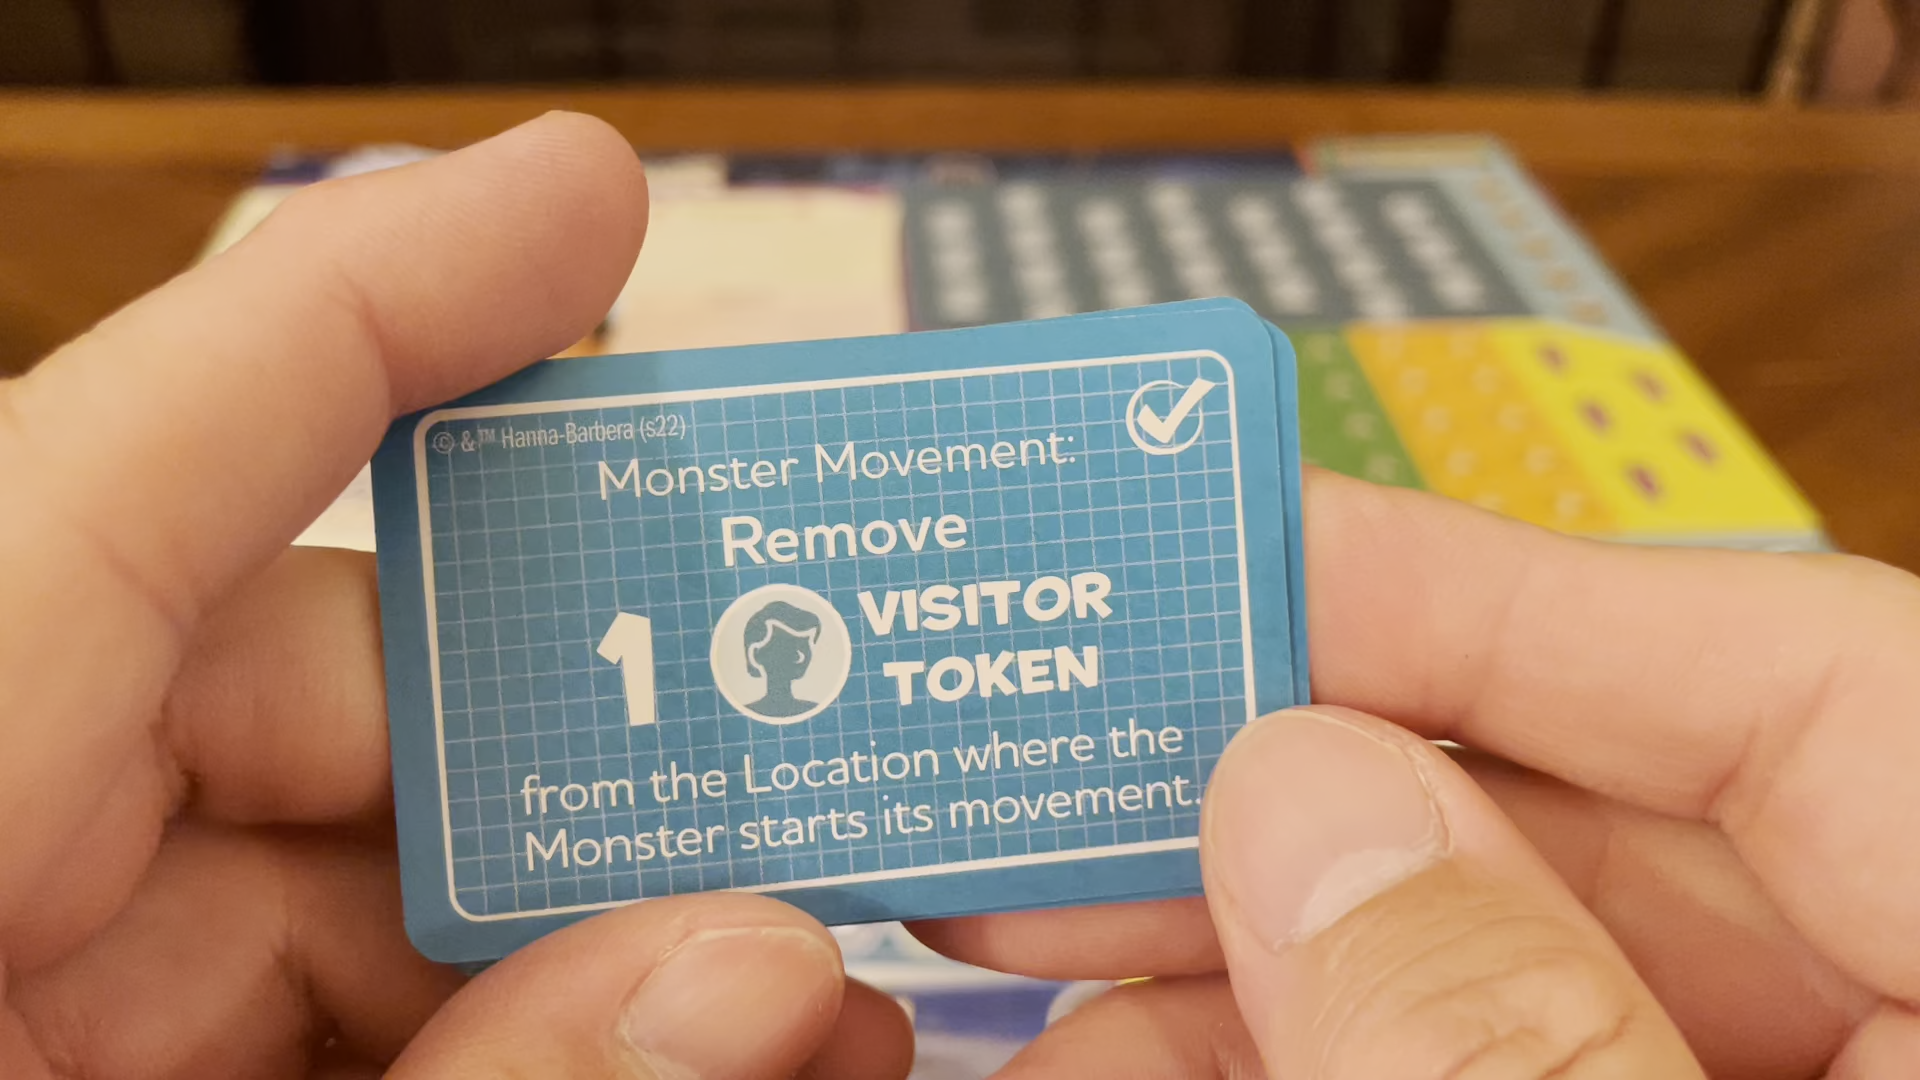 © &™ Hanna-Barbera (s22)
Monster Movement:
Remove
1 VISITOR
TOKEN
from the Location where the
Monster starts its movement.